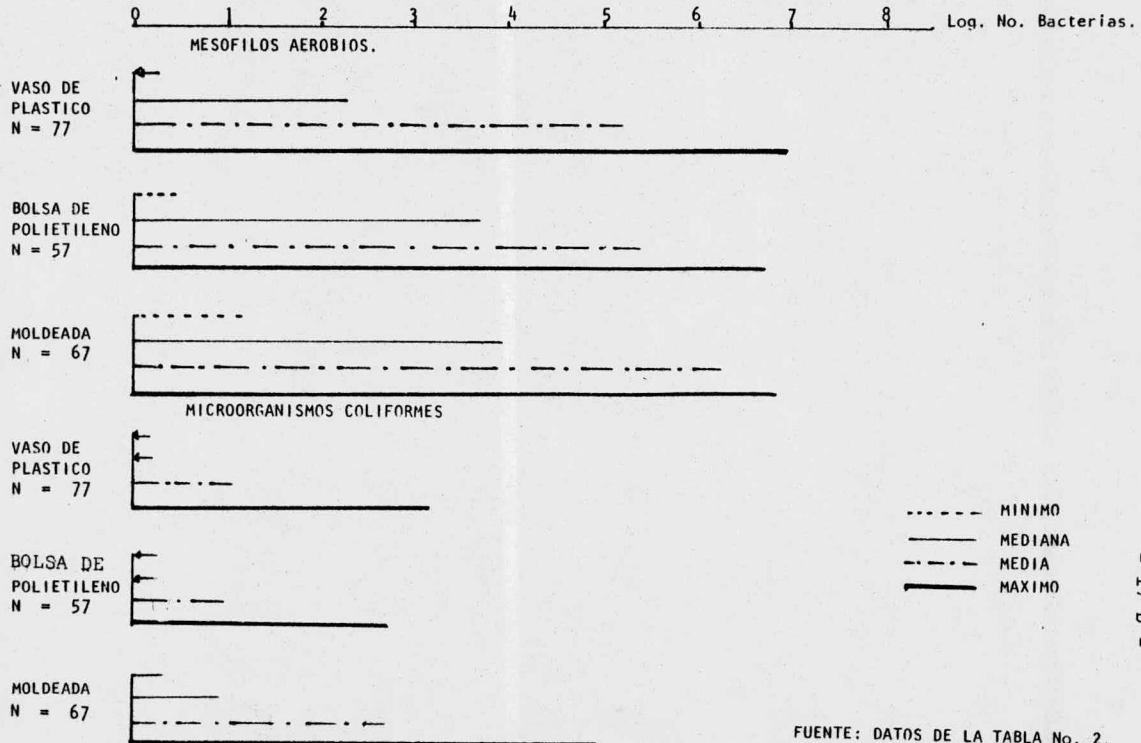 0 1 2 3 4 5 6 7 8 Log. No. Bacterias.
MESOFILOS AEROBIOS.
VASO DE
PLASTICO
N = 77
BOLSA DE
POLIETILENO
N = 57
MOLDEADA
N = 67
MICROORGANISMOS COLIFORMES
VASO DE
PLASTICO
N = 77
BOLSA DE
POLIETILENO
N = 57
MOLDEADA
N = 67
MINIMO
MEDIANA
MEDIA
MAXIMO
FUENTE: DATOS DE LA TABLA No. 2.